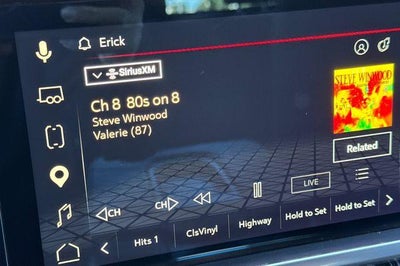 Erick
SiriusXM
Ch 8 80s on 8
Steve Winwood
Valerie (87)
STEVE WINWOOD
Related
CH
CH
LIVE
Hits 1
ClsVinyl
Highway
Hold to Set
Hold to Set